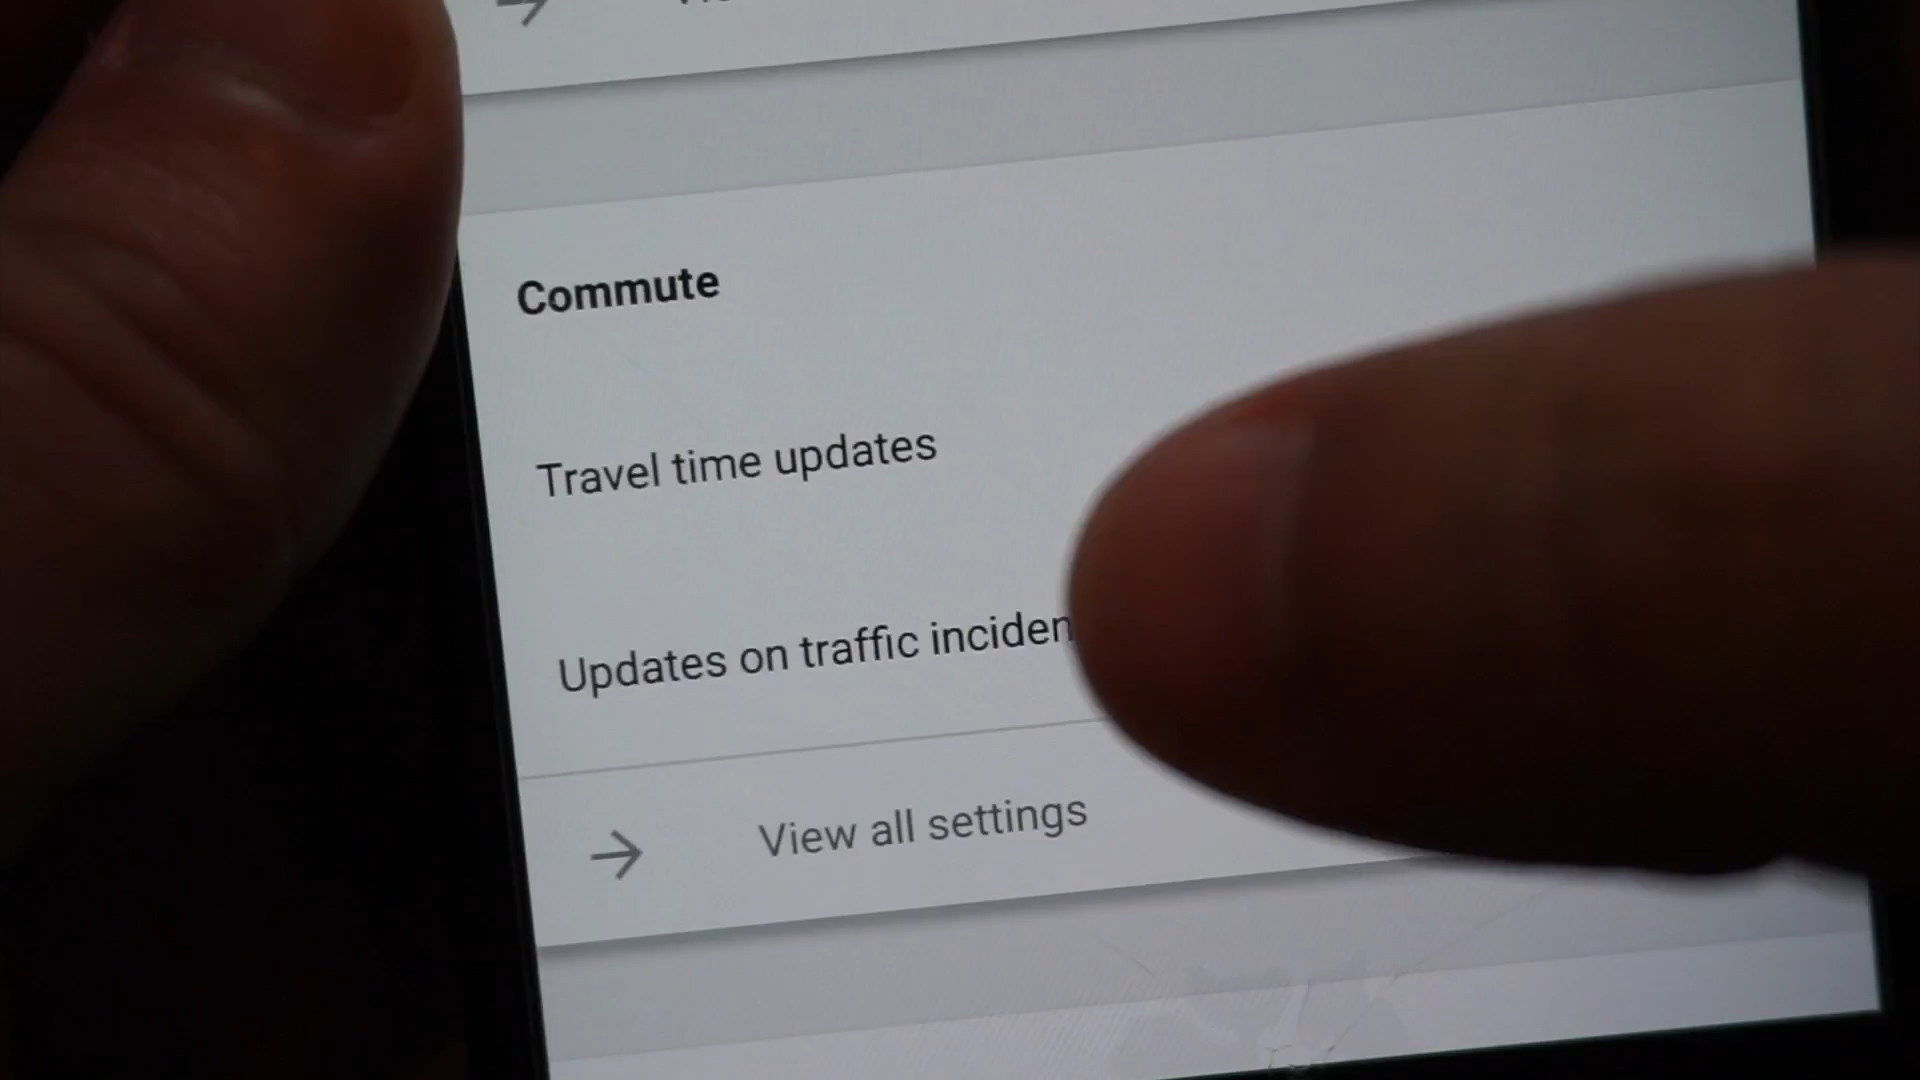 Commute
Travel time updates
Updates on traffic inciden
View all settings